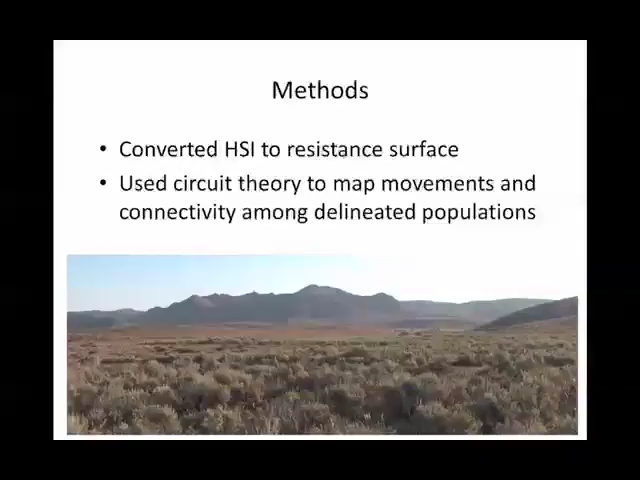 Methods
• Converted HSI to resistance surface
• Used circuit theory to map movements and
connectivity among delineated populations